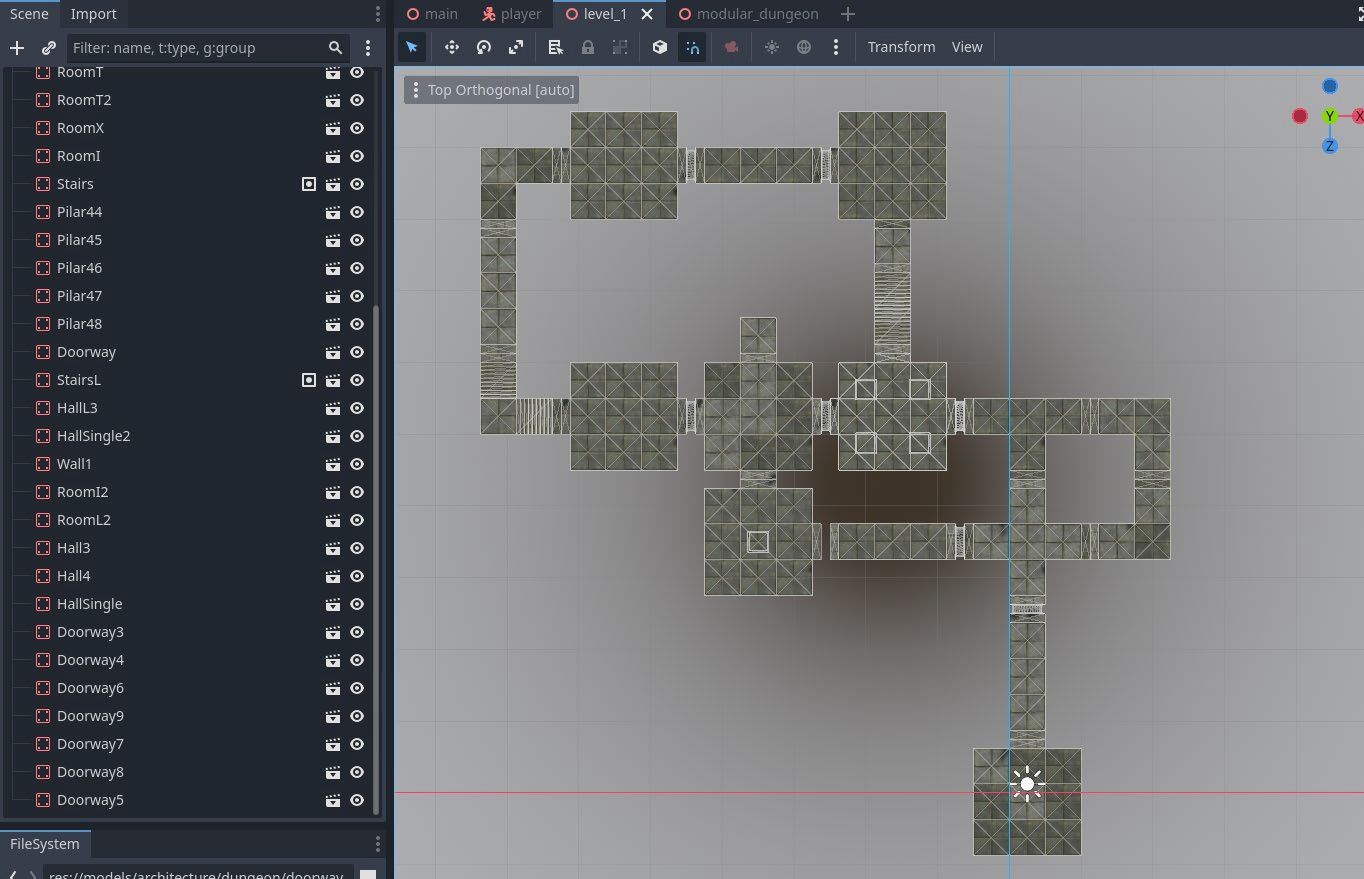 Scene Import
main player level_1 modular_dungeon
Filter: name, t:type, g:group
Transform View
Top Orthogonal [auto]
Y X
Z
RoomT
RoomT2
RoomX
RoomI
Stairs
Pilar44
Pilar45
Pilar46
Pilar47
Pilar48
Doorway
StairsL
HallL3
HallSingle2
Wall1
RoomI2
RoomL2
Hall3
Hall4
HallSingle
Doorway3
Doorway4
Doorway6
Doorway9
Doorway7
Doorway8
Doorway5
FileSystem
res://models/architecture/dungeon/doorway